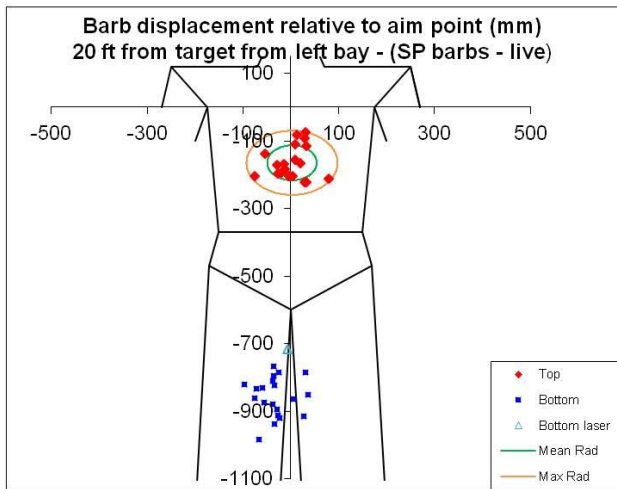 Barb displacement relative to aim point (mm)
20 ft from target from left bay - (SP barbs - live)
100
-500 -300 -100 100 300 500
-100
-300
-500
-700
-900
-1100
Top
Bottom
Bottom laser
Mean Rad
Max Rad